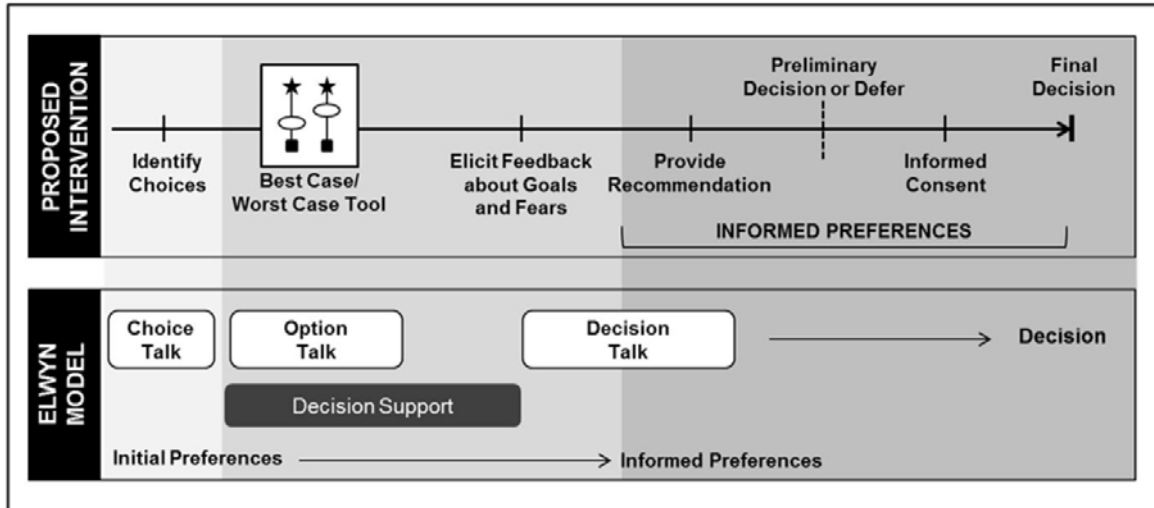 PROPOSED
INTERVENTION
Identify
Choices
Best Case/
Worst Case Tool
Elicit Feedback
about Goals
and Fears
Provide
Recommendation
Preliminary
Decision or Defer
Informed
Consent
Final
Decision
INFORMED PREFERENCES
ELWYN
MODEL
Choice
Talk
Option
Talk
Decision
Talk
Decision
Decision Support
Initial Preferences
Informed Preferences